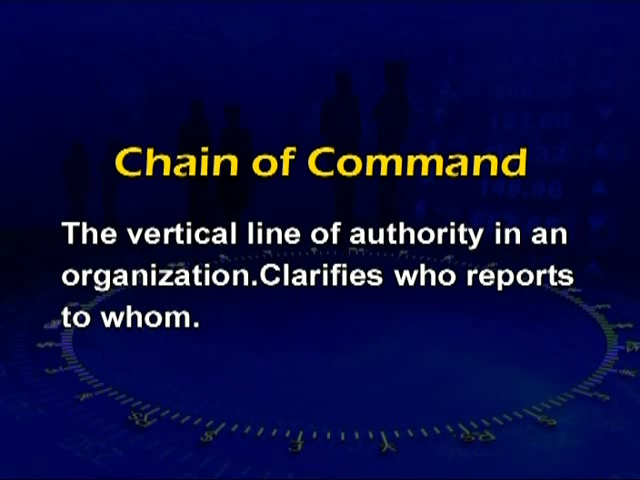 Chain of Command
The vertical line of authority in an
organization.Clarifies who reports
to whom.